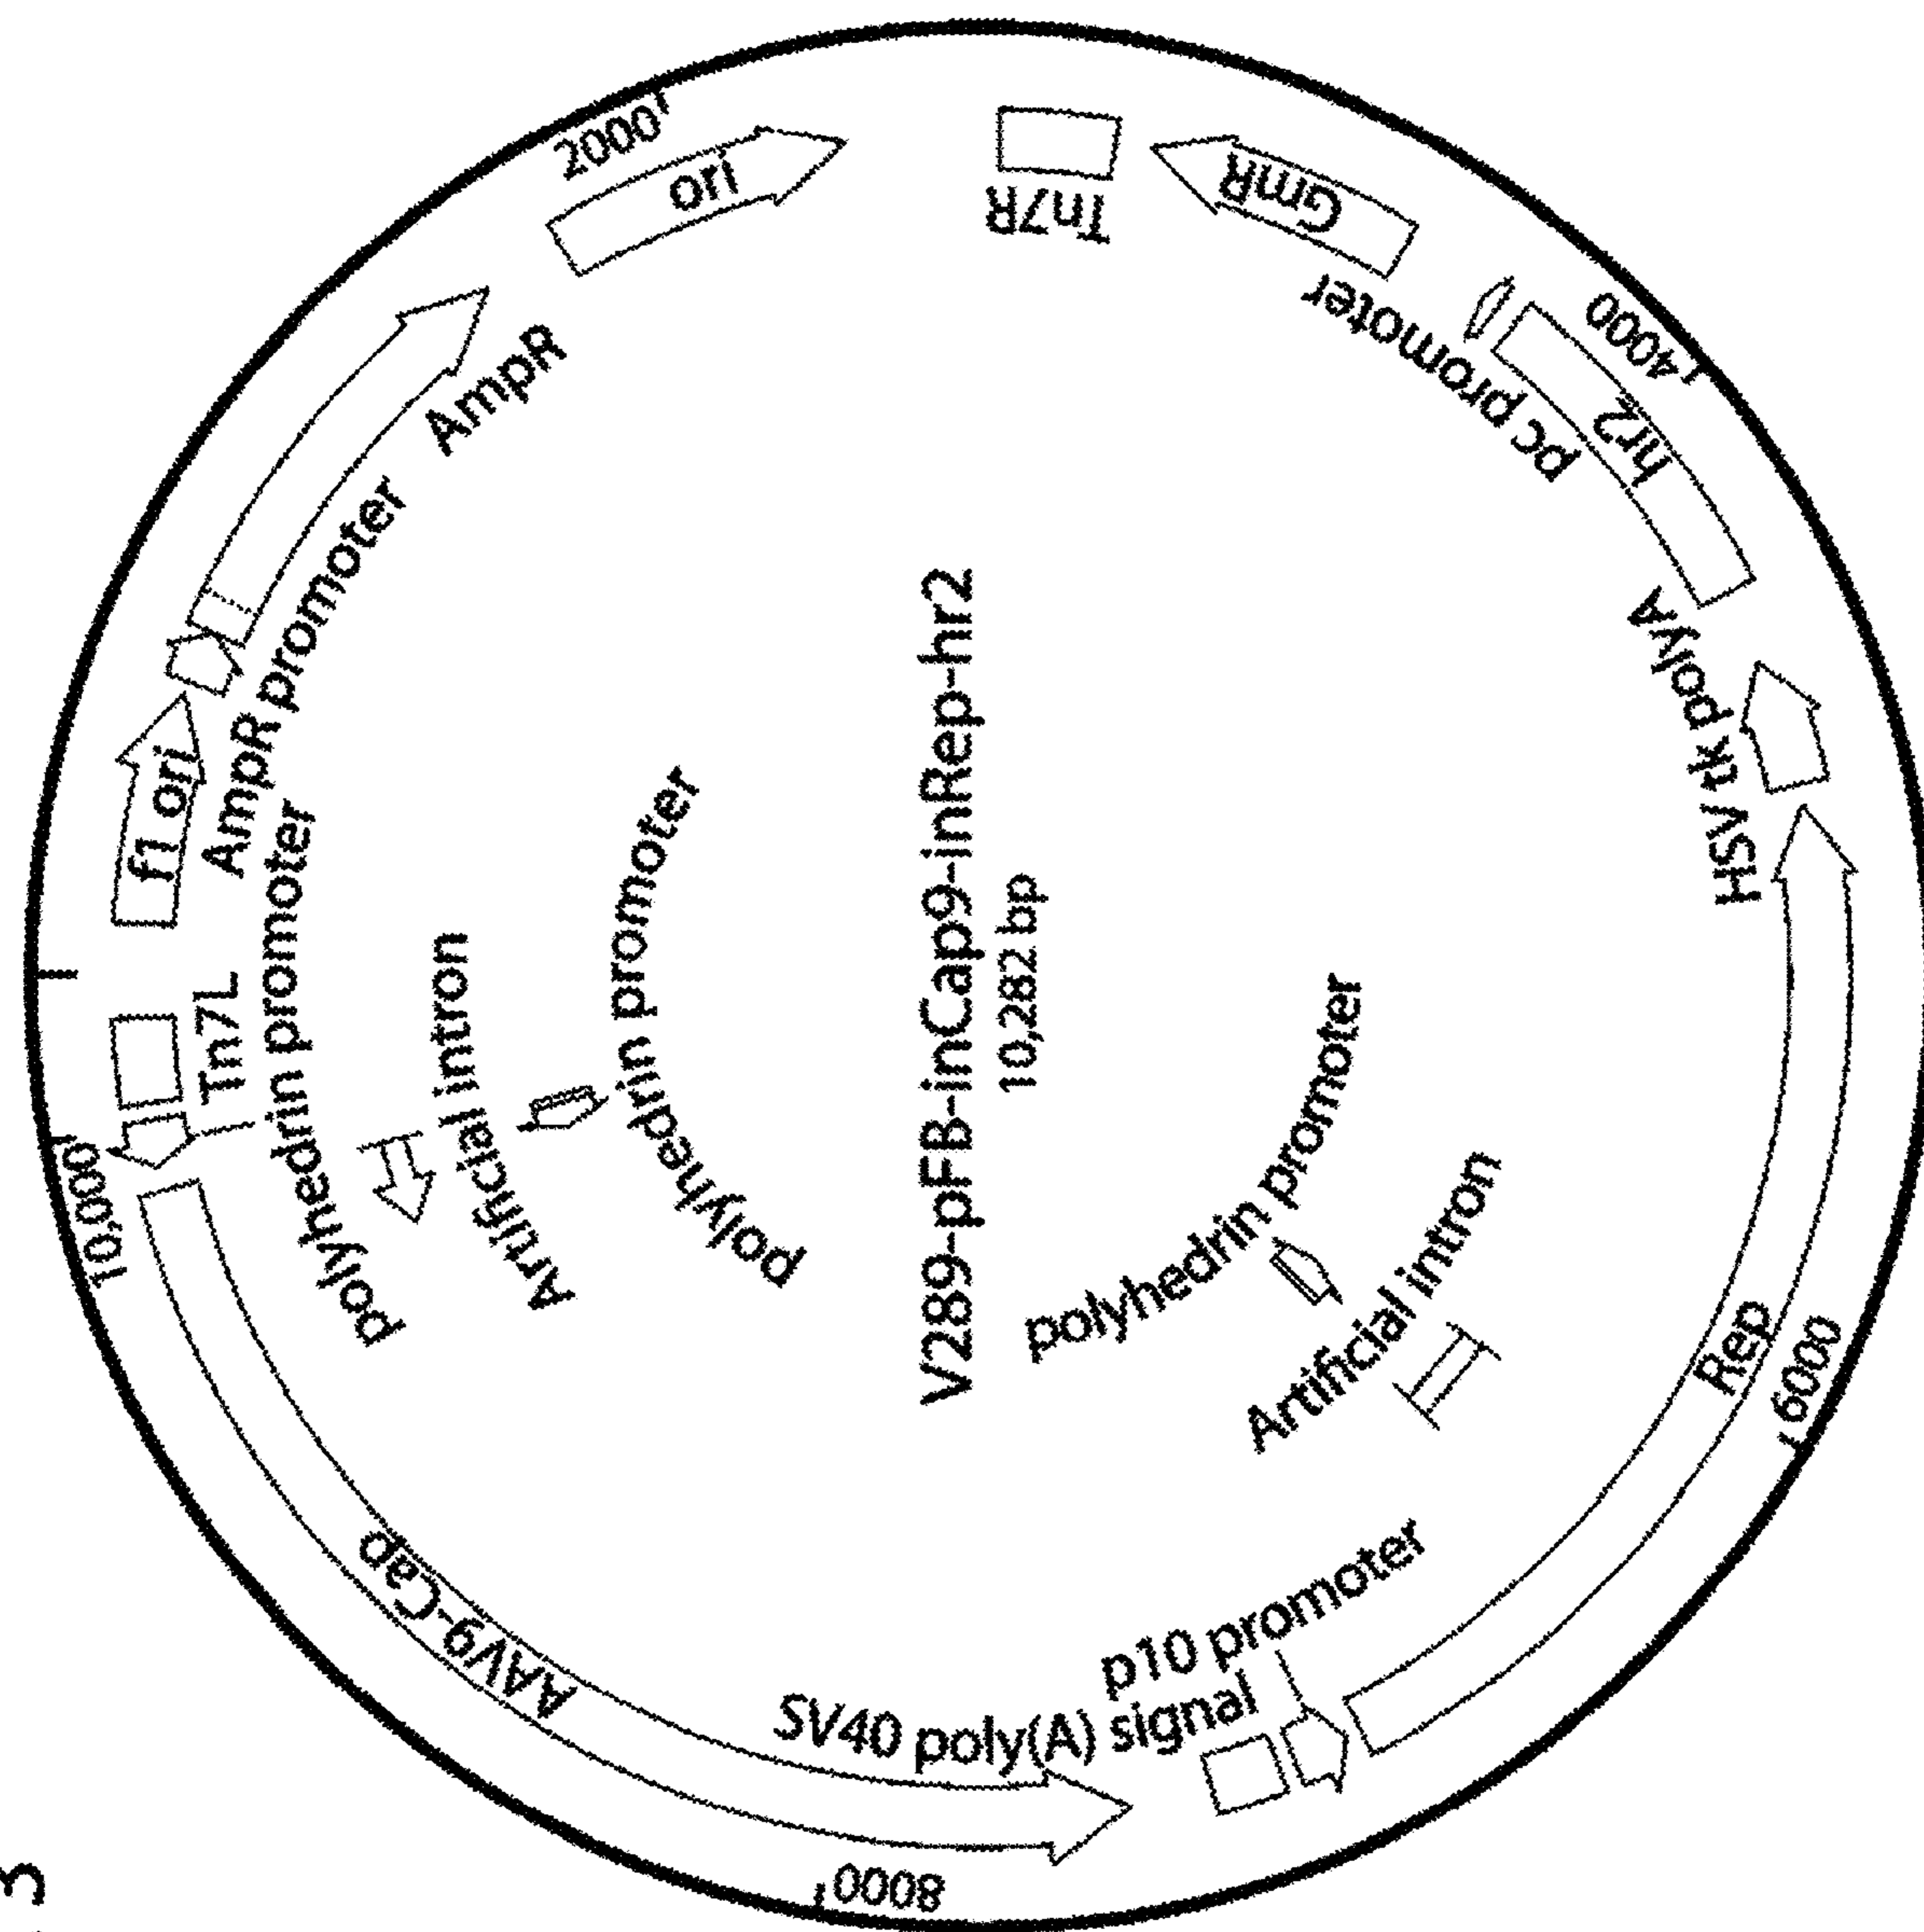 V289-pFB-inCap9-inRep-hr2
10,282 bp
Tn7L
f1 ori
AmpR promoter
AmpR
2000
ori
Tn7R
GmR
pc promoter
hr2
4000
HSV tk polyA
Rep
6000
Artificial intron
polyhedrin promoter
p10 promoter
SV40 poly(A) signal
8000
AAV9-Cap
10,000
polyhedrin promoter
Artificial intron
polyhedrin promoter
3